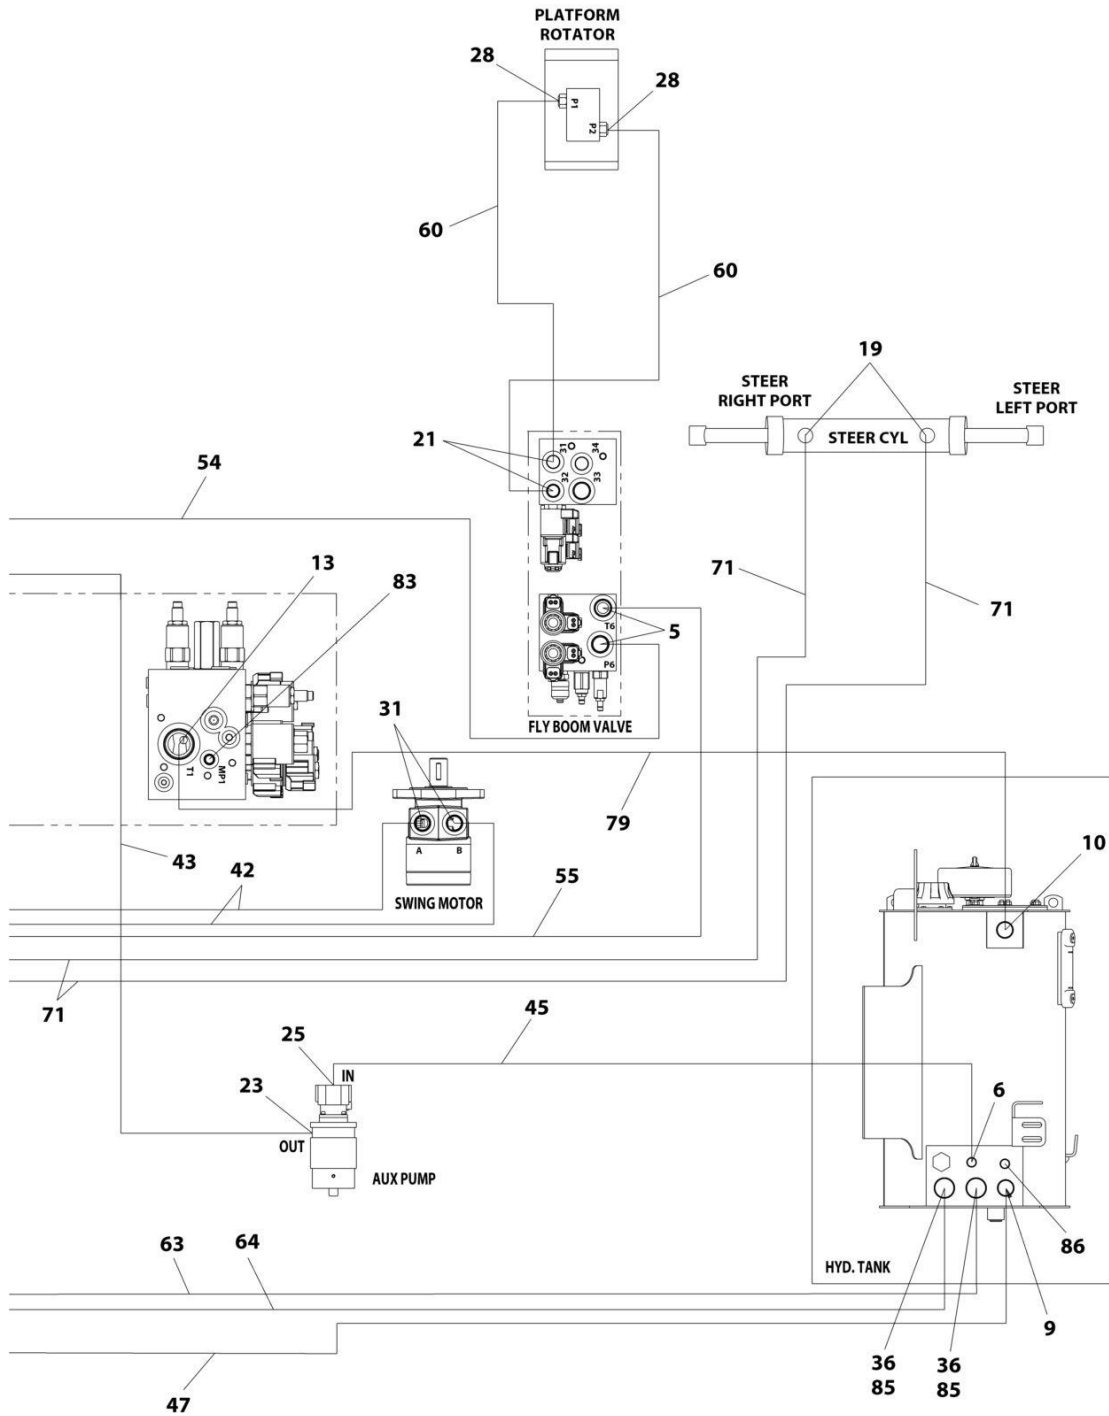 PLATFORM
ROTATOR
28
28
P1
P2
60
60
19
STEER
RIGHT PORT
STEER
LEFT PORT
STEER CYL
21
31
34
32
33
54
13
83
71
71
5
T6
P6
31
FLY BOOM VALVE
T1
MP1
79
10
43
42
A
B
SWING MOTOR
55
71
45
25
IN
23
OUT
AUX PUMP
6
86
63
64
HYD. TANK
9
36
85
36
85
47